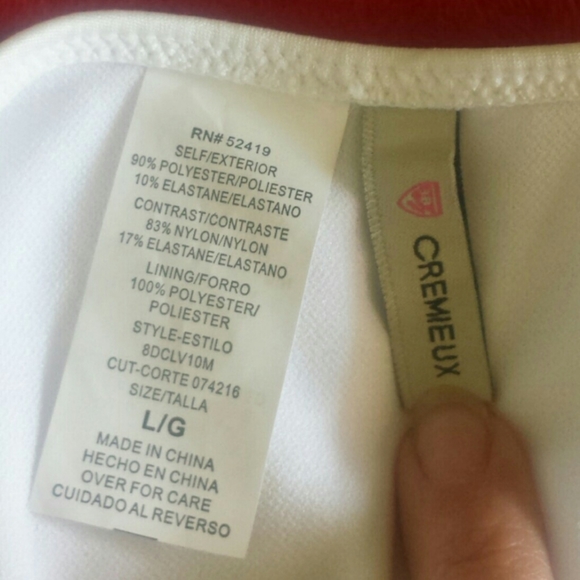 RN# 52419
SELF/EXTERIOR
90% POLYESTER/POLIESTER
10% ELASTANE/ELASTANO
CONTRAST/CONTRASTE
83% NYLON/NYLON
17% ELASTANE/ELASTANO
LINING/FORRO
100% POLYESTER/
POLIESTER
STYLE-ESTILO
8DCLV10M
CUT-CORTE 074216
SIZE/TALLA
L/G
MADE IN CHINA
HECHO EN CHINA
OVER FOR CARE
CUIDADO AL REVERSO
CREMIEUX